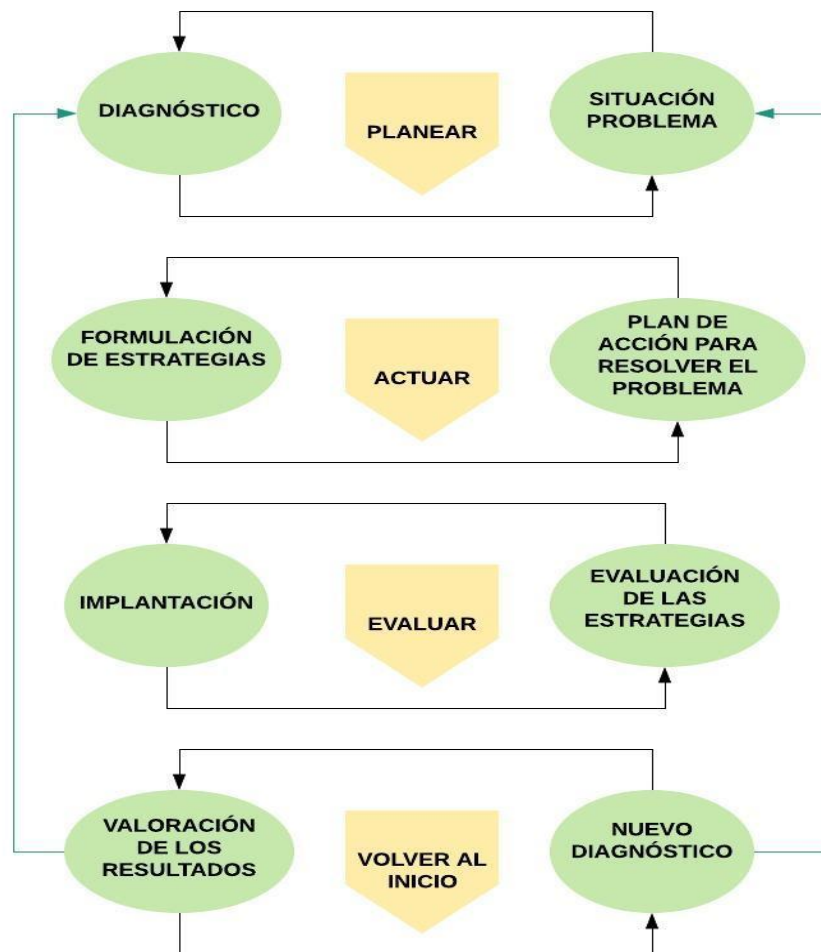 DIAGNÓSTICO
PLANEAR
SITUACIÓN
PROBLEMA
FORMULACIÓN
DE ESTRATEGIAS
ACTUAR
PLAN DE
ACCIÓN PARA
RESOLVER EL
PROBLEMA
IMPLANTACIÓN
EVALUAR
EVALUACIÓN
DE LAS
ESTRATEGIAS
VALORACIÓN
DE LOS
RESULTADOS
VOLVER AL
INICIO
NUEVO
DIAGNÓSTICO